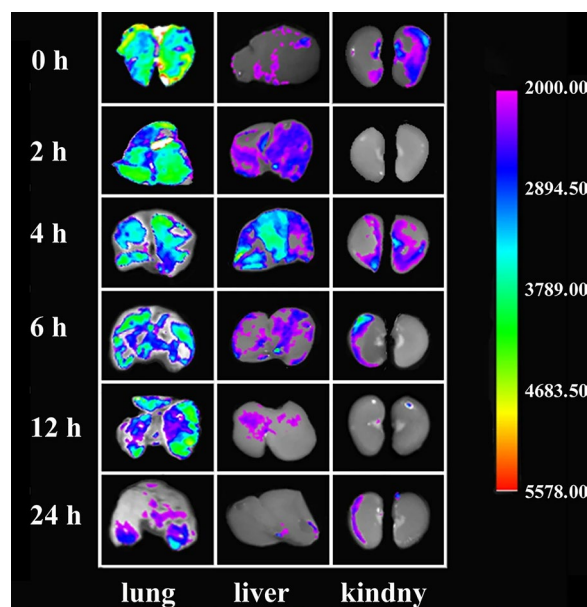 0 h
2000.00
2 h
2894.50
4 h
3789.00
6 h
4683.50
12 h
5578.00
24 h
lung liver kindny